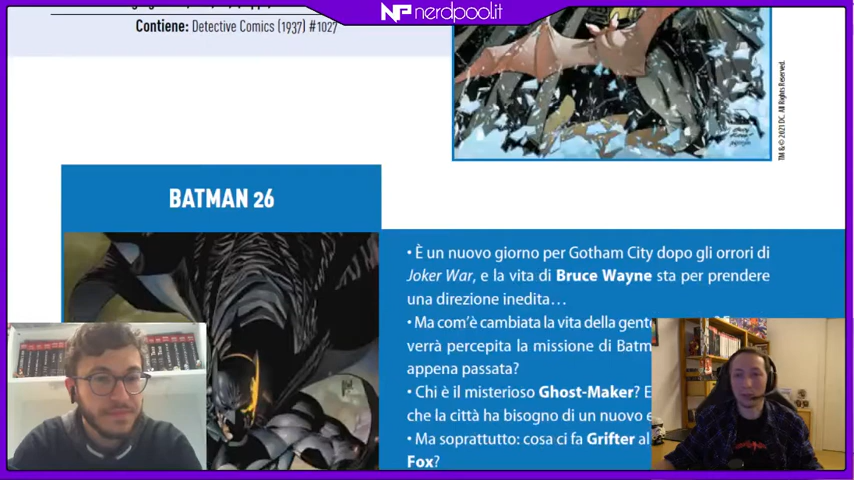 nerdpool.it
Contiene: Detective Comics (1937) #1027
TM & © 2021 DC. All Rights Reserved.
BATMAN 26
• È un nuovo giorno per Gotham City dopo gli orrori di
Joker War, e la vita di Bruce Wayne sta per prendere
una direzione inedita…
• Ma com'è cambiata la vita della gente
verrà percepita la missione di Batm
appena passata?
• Chi è il misterioso Ghost-Maker? E
che la città ha bisogno di un nuovo e
• Ma soprattutto: cosa ci fa Grifter al
Fox?